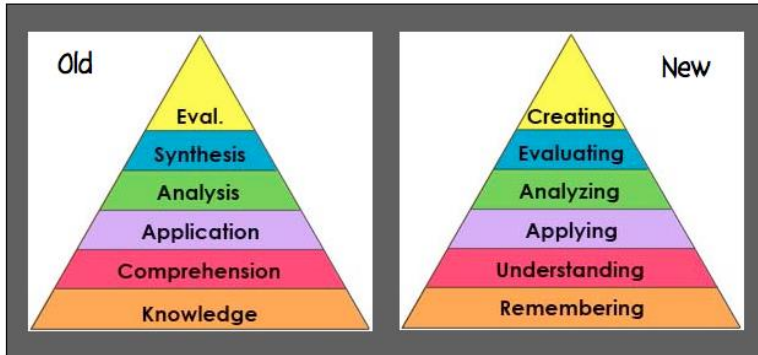 Old
Eval.
Synthesis
Analysis
Application
Comprehension
Knowledge
New
Creating
Evaluating
Analyzing
Applying
Understanding
Remembering